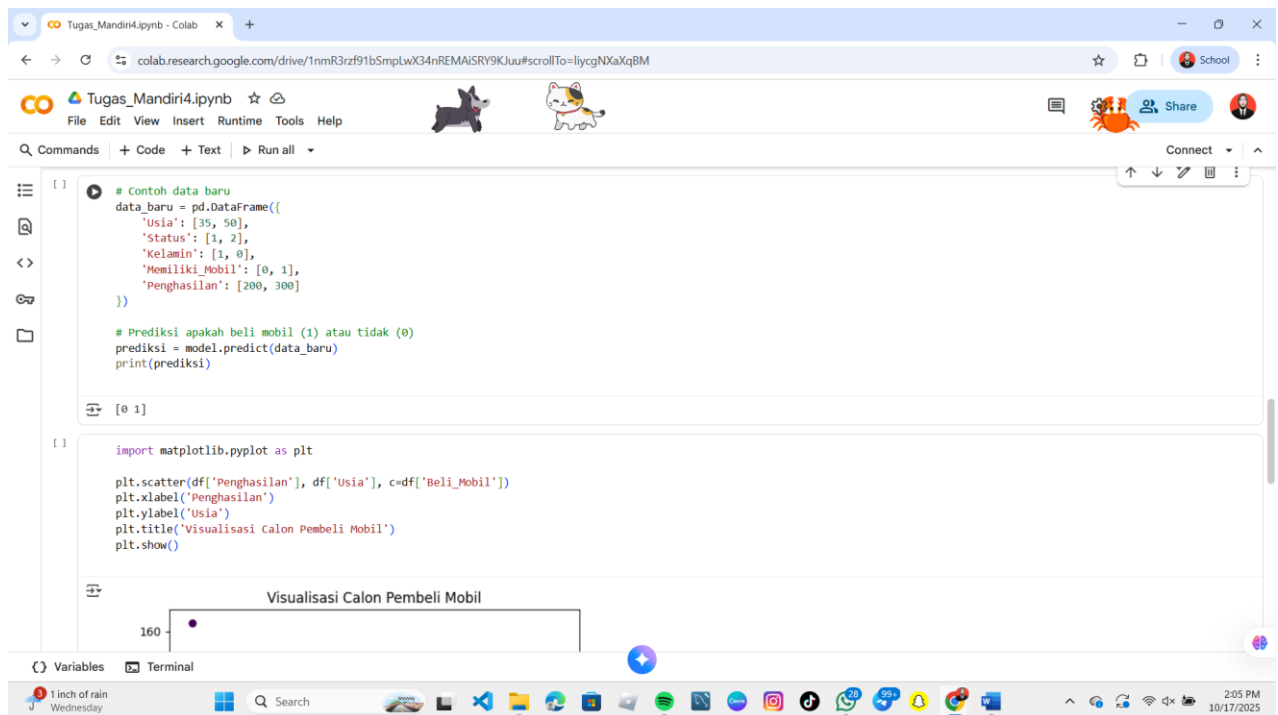 Tugas_Mandiri4.ipynb - Colab
colab.research.google.com/drive/1nmR3rzf91bSmpLwX34nREMAiSRY9KJuu#scrollTo=liycgNXaXqBM
School
CO Tugas_Mandiri4.ipynb
File Edit View Insert Runtime Tools Help
Share
Commands + Code + Text Run all
Connect
[ ]
# Contoh data baru
data_baru = pd.DataFrame({
'Usia': [35, 50],
'Status': [1, 2],
'Kelamin': [1, 0],
'Memiliki_Mobil': [0, 1],
'Penghasilan': [200, 300]
})
# Prediksi apakah beli mobil (1) atau tidak (0)
prediksi = model.predict(data_baru)
print(prediksi)
[0 1]
[ ]
import matplotlib.pyplot as plt
plt.scatter(df['Penghasilan'], df['Usia'], c=df['Beli_Mobil'])
plt.xlabel('Penghasilan')
plt.ylabel('Usia')
plt.title('Visualisasi Calon Pembeli Mobil')
plt.show()
Visualisasi Calon Pembeli Mobil
160
{} Variables Terminal
3
1 inch of rain
Wednesday
Search
28
99+
2:05 PM
10/17/2025